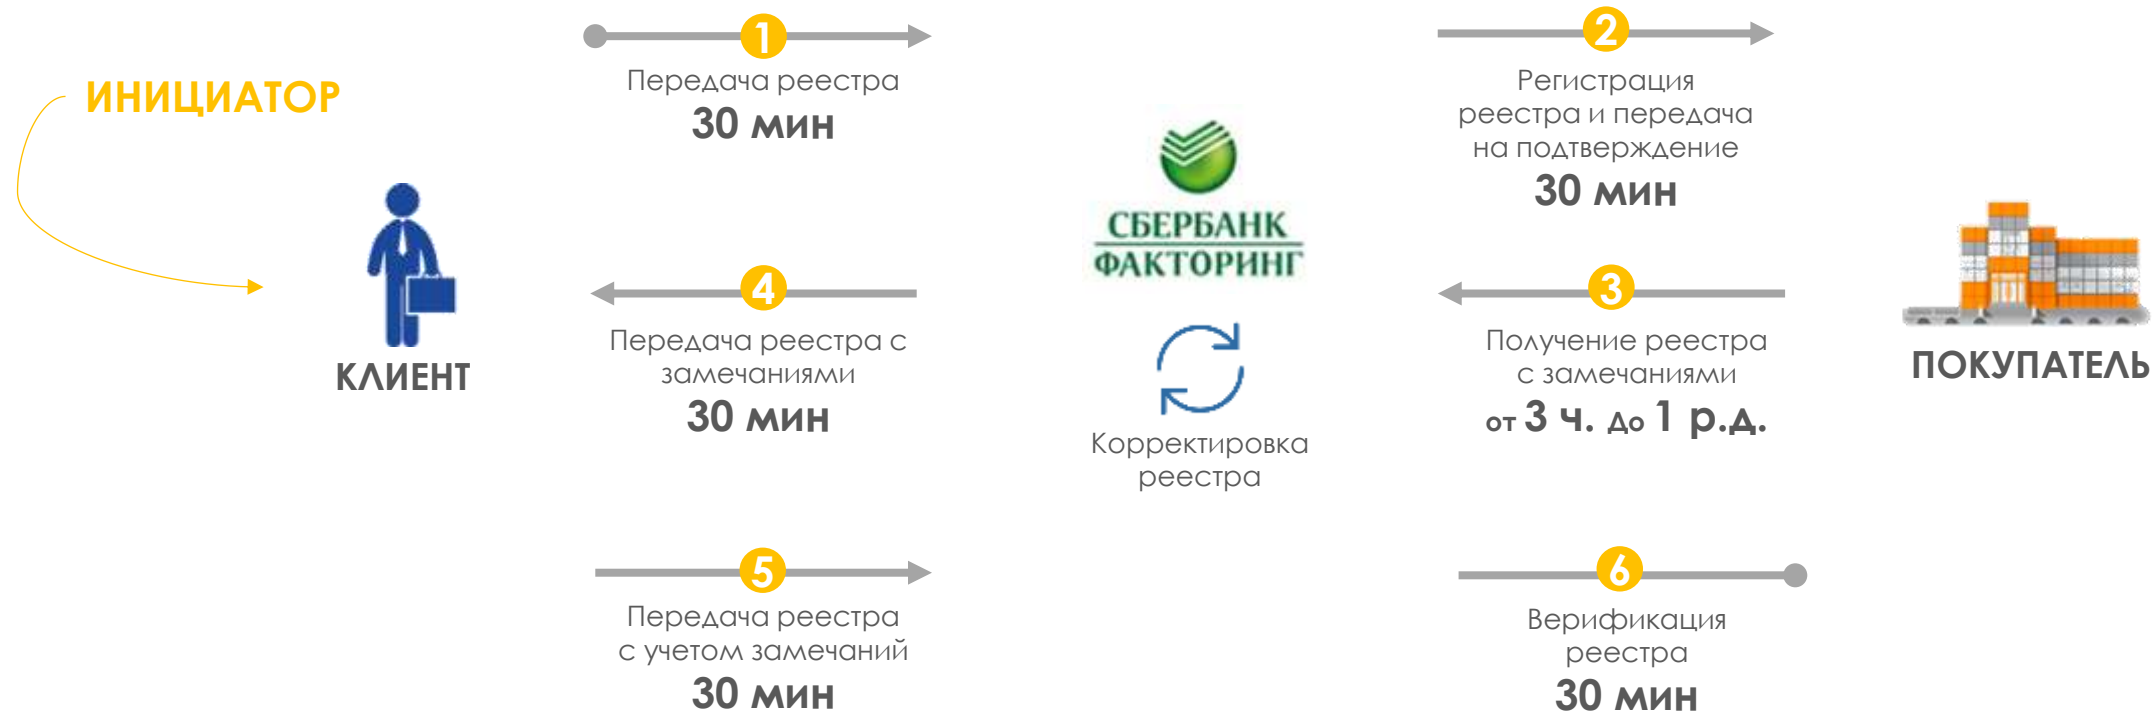 ИНИЦИАТОР
КЛИЕНТ
1
Передача реестра
30 мин
2
Регистрация
реестра и передача
на подтверждение
30 мин
СБЕРБАНК
ФАКТОРИНГ
3
Получение реестра
с замечаниями
от 3 ч. до 1 р.д.
ПОКУПАТЕЛЬ
4
Передача реестра с
замечаниями
30 мин
Корректировка
реестра
5
Передача реестра
с учетом замечаний
30 мин
6
Верификация
реестра
30 мин